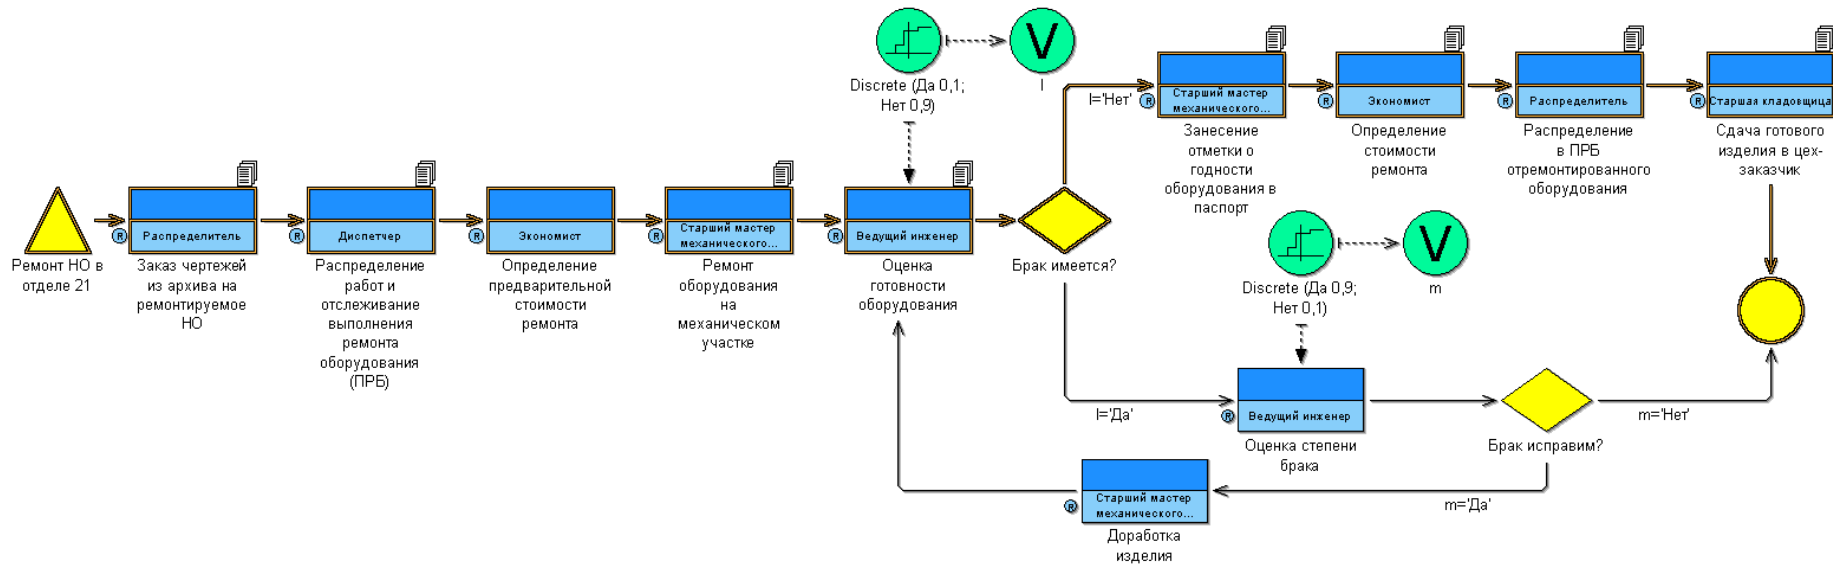 Ремонт НО в
отделе 21
R
Распределитель
Заказ чертежей
из архива на
ремонтируемое
НО
R
Диспетчер
Распределение
работ и
отслеживание
выполнения
ремонта
оборудования
(ПРБ)
R
Экономист
Определение
предварительной
стоимости
ремонта
R
Старший мастер
механического...
Ремонт
оборудования
на
механическом
участке
Discrete (Да 0,1;
Нет 0,9)
V
l
R
Ведущий инженер
Оценка
готовности
оборудования
Брак имеется?
l='Нет'
R
Старший мастер
механического...
Занесение
отметки о
годности
оборудования в
паспорт
R
Экономист
Определение
стоимости
ремонта
R
Распределитель
Распределение
в ПРБ
отремонтированного
оборудования
R
Старшая кладовщица
Сдача готового
изделия в цех-
заказчик
Discrete (Да 0,9;
Нет 0,1)
V
m
l='Да'
R
Ведущий инженер
Оценка степени
брака
Брак исправим?
m='Нет'
m='Да'
R
Старший мастер
механического...
Доработка
изделия